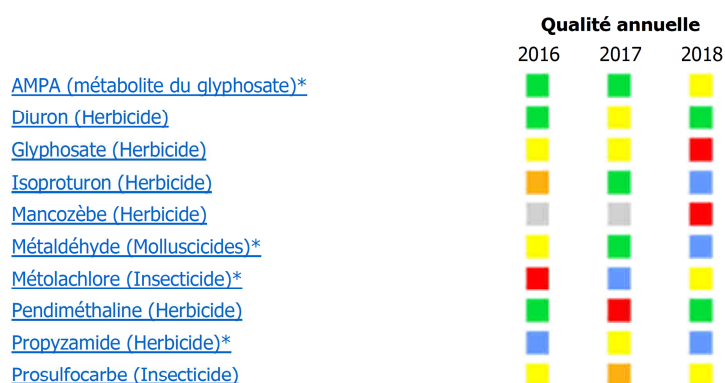 Qualité annuelle
2016 2017 2018
AMPA (métabolite du glyphosate)*
Diuron (Herbicide)
Glyphosate (Herbicide)
Isoproturon (Herbicide)
Mancozèbe (Herbicide)
Métaldéhyde (Molluscicides)*
Métolachlore (Insecticide)*
Pendiméthaline (Herbicide)
Propyzamide (Herbicide)*
Prosulfocarbe (Insecticide)